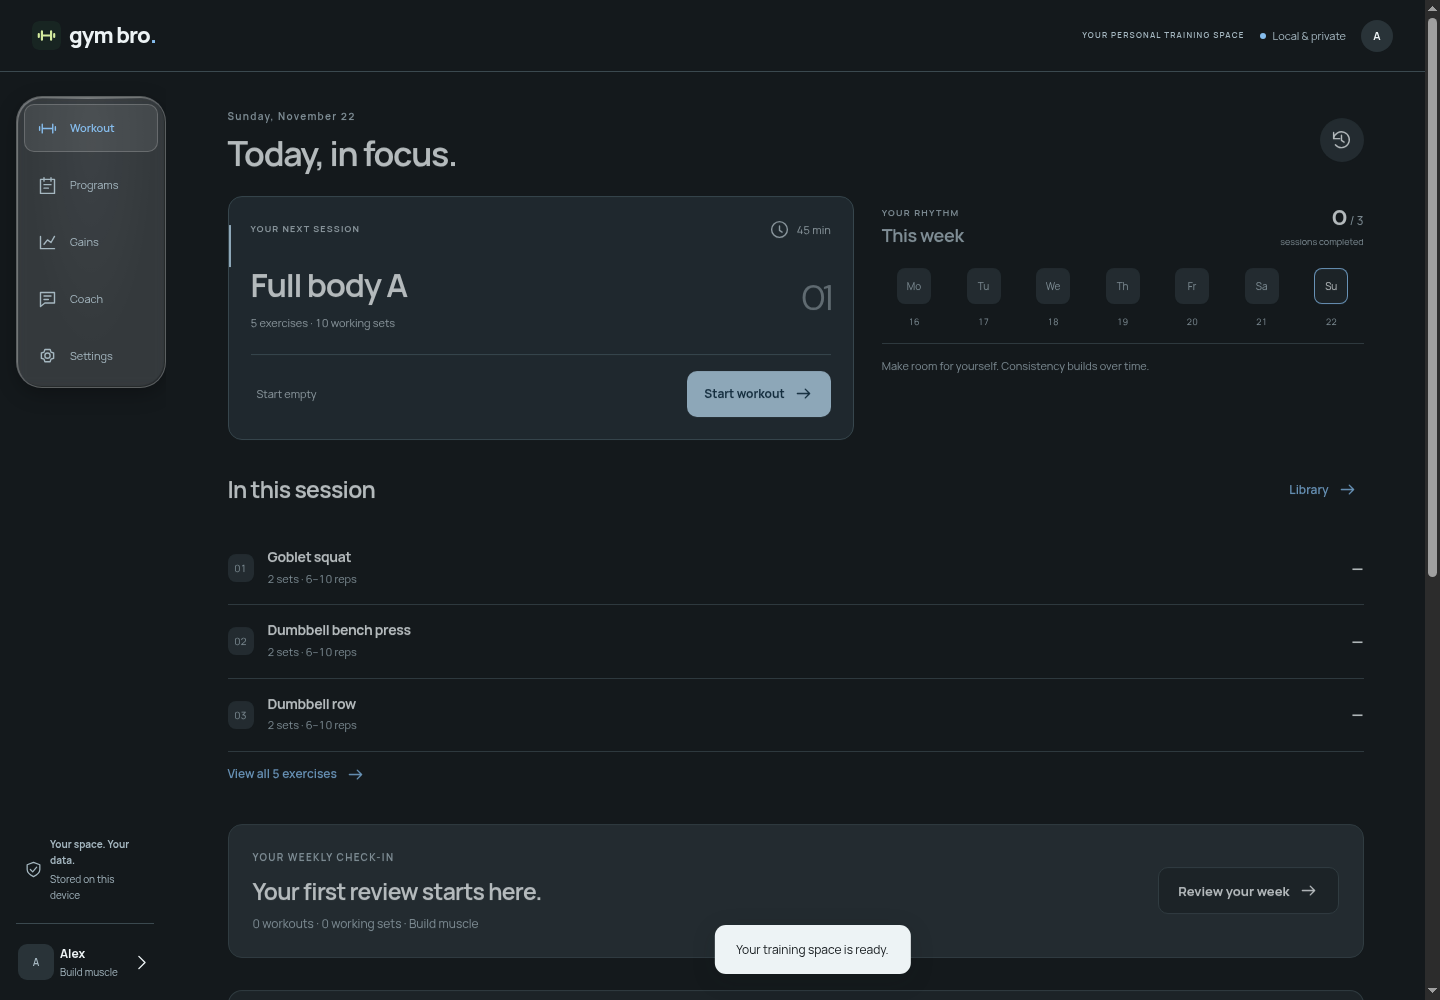 gym bro.
YOUR PERSONAL TRAINING SPACE
Local & private
A
Workout
Programs
Gains
Coach
Settings
Sunday, November 22
Today, in focus.
YOUR NEXT SESSION
45 min
Full body A
01
5 exercises · 10 working sets
Start empty
Start workout
YOUR RHYTHM
This week
0 / 3
sessions completed
Mo Tu We Th Fr Sa Su
16 17 18 19 20 21 22
Make room for yourself. Consistency builds over time.
In this session
Library
01
Goblet squat
2 sets · 6–10 reps
–
02
Dumbbell bench press
2 sets · 6–10 reps
–
03
Dumbbell row
2 sets · 6–10 reps
–
View all 5 exercises
YOUR WEEKLY CHECK-IN
Your first review starts here.
0 workouts · 0 working sets · Build muscle
Review your week
Your training space is ready.
Your space. Your
data.
Stored on this
device
A
Alex
Build muscle